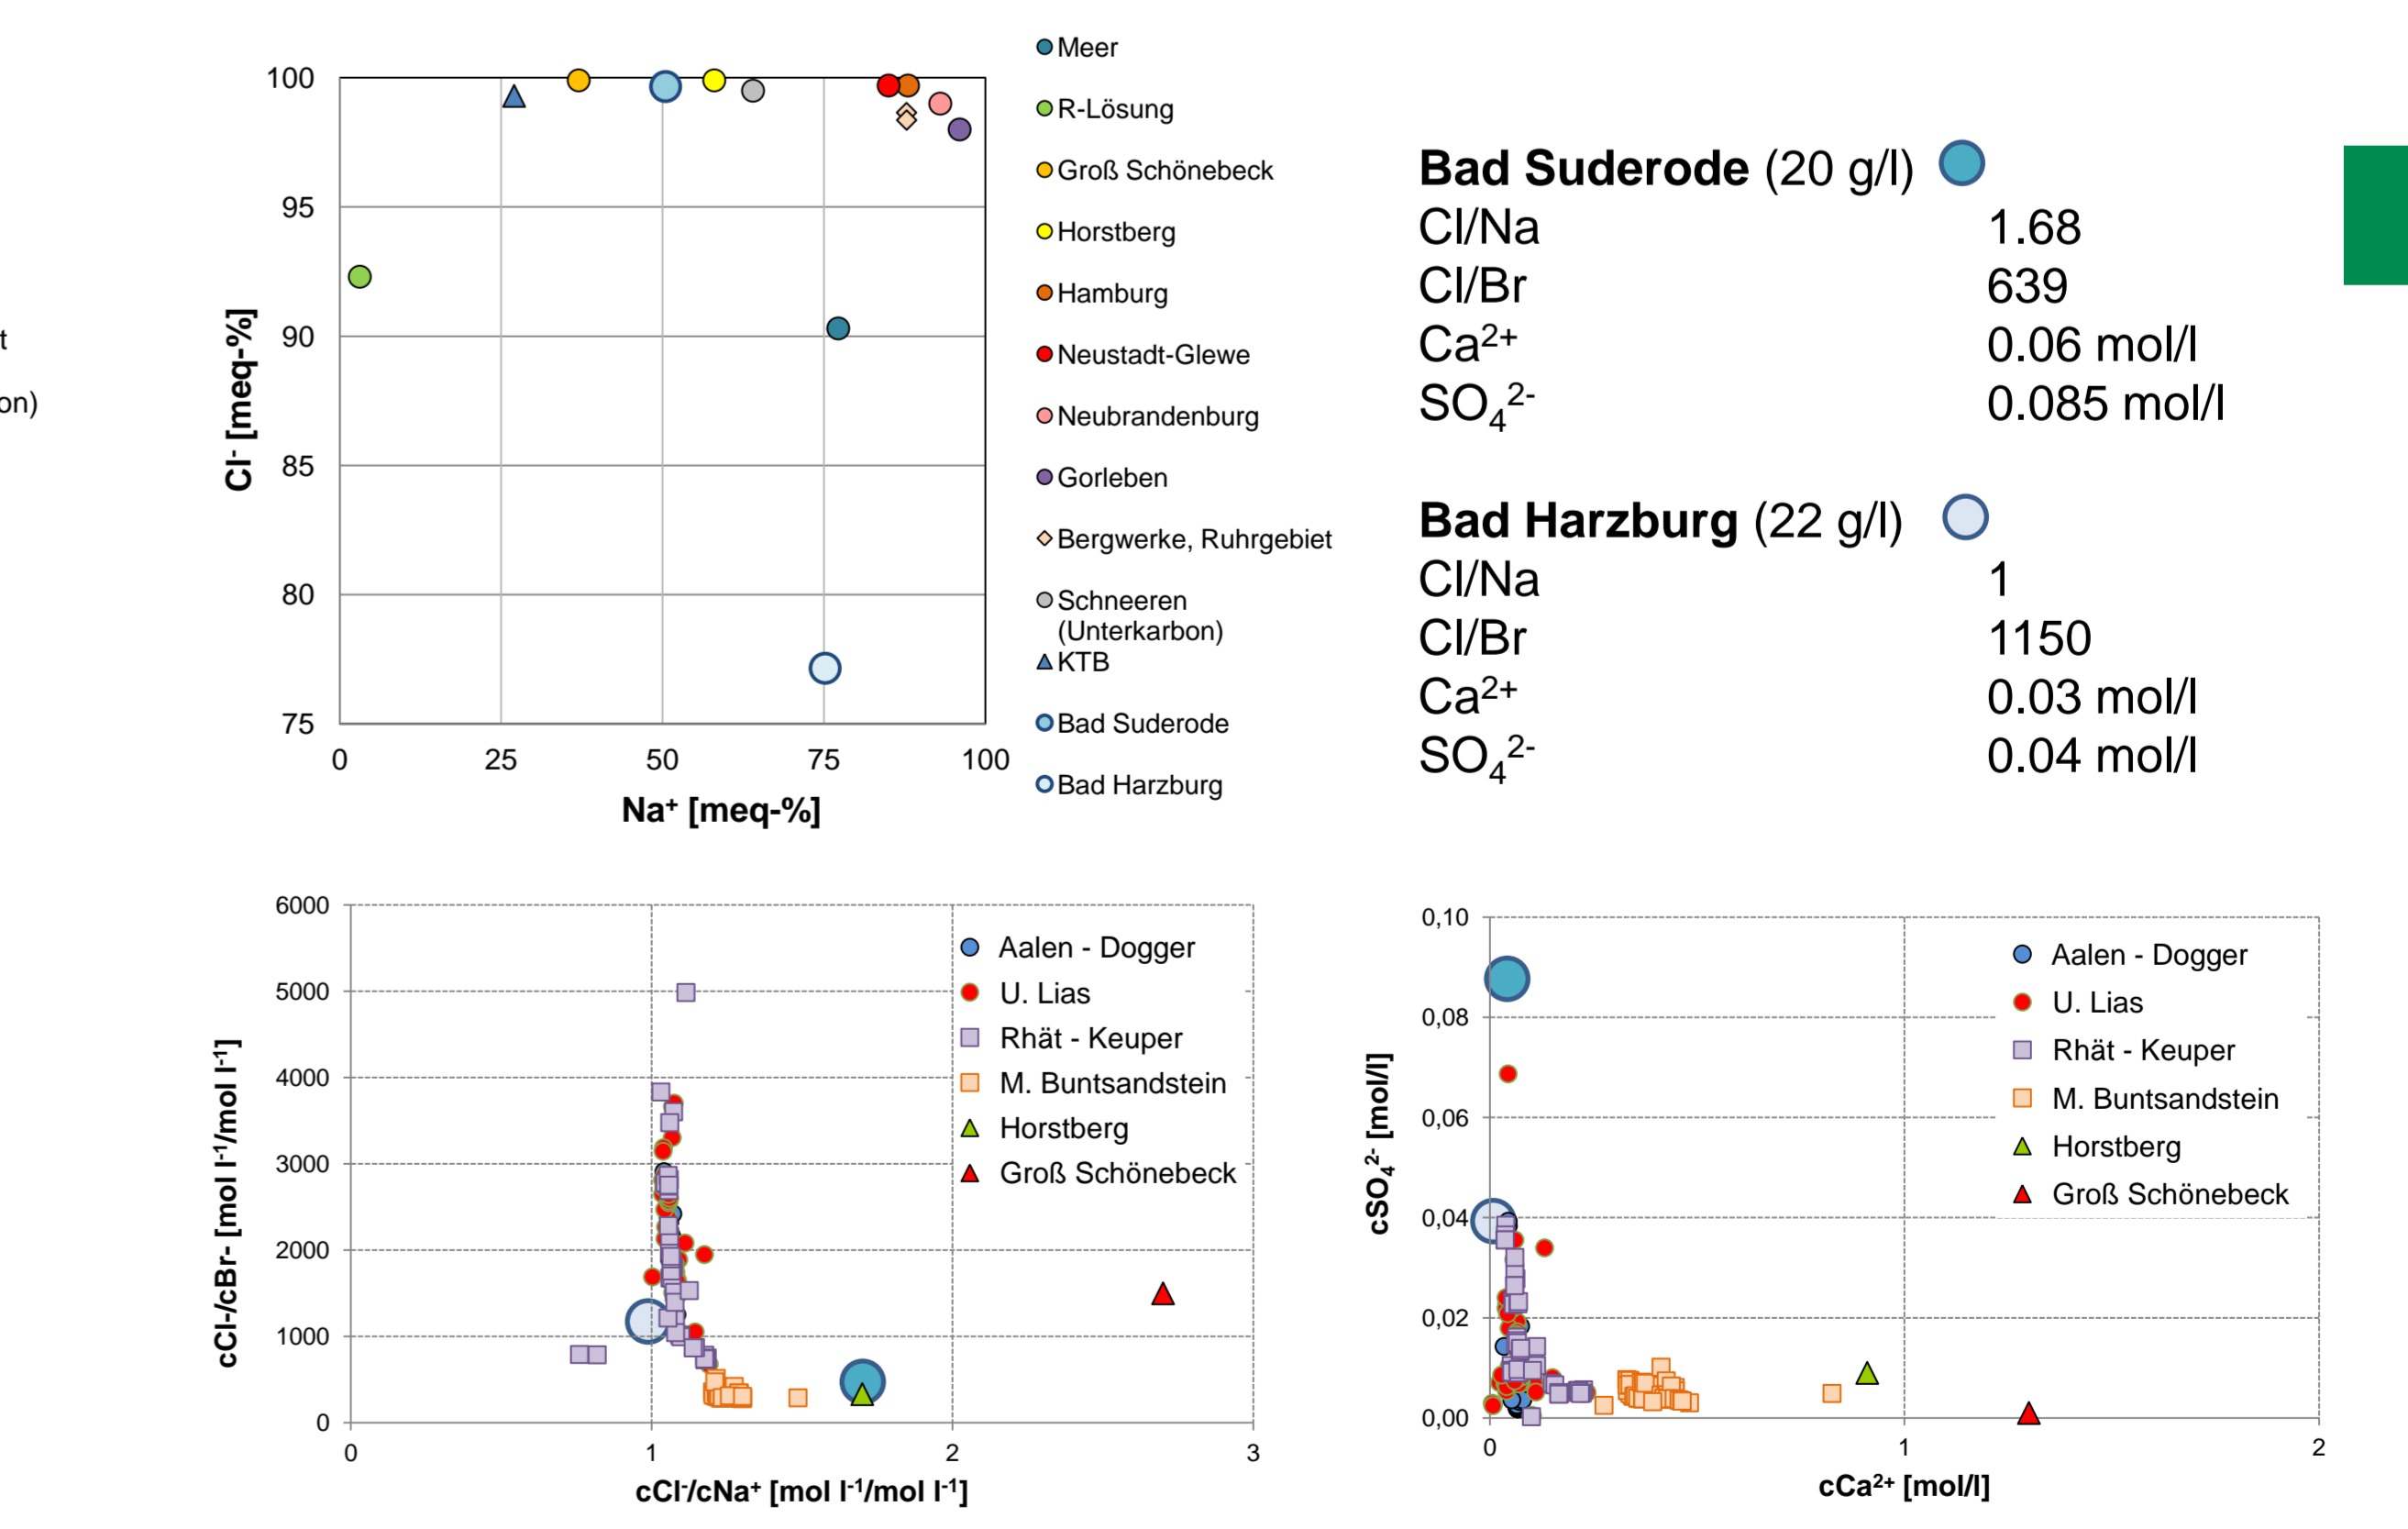 t
on)
100
95
90
85
80
75
0 25 50 75 100
Cl⁻ [meq-%]
Na⁺ [meq-%]
Meer
R-Lösung
Groß Schönebeck
Horstberg
Hamburg
Neustadt-Glewe
Neubrandenburg
Gorleben
Bergwerke, Ruhrgebiet
Schneeren
(Unterkarbon)
KTB
Bad Suderode
Bad Harzburg
Bad Suderode (20 g/l)
Cl/Na 1.68
Cl/Br 639
Ca²⁺ 0.06 mol/l
SO₄²⁻ 0.085 mol/l
Bad Harzburg (22 g/l)
Cl/Na 1
Cl/Br 1150
Ca²⁺ 0.03 mol/l
SO₄²⁻ 0.04 mol/l
6000
5000
4000
3000
2000
1000
0
0 1 2 3
cCl-/cBr- [mol l⁻¹/mol l⁻¹]
cCl⁻/cNa⁺ [mol l⁻¹/mol l⁻¹]
Aalen - Dogger
U. Lias
Rhät - Keuper
M. Buntsandstein
Horstberg
Groß Schönebeck
0,10
0,08
0,06
0,04
0,02
0,00
0 1 2
cSO₄²⁻ [mol/l]
cCa²⁺ [mol/l]
Aalen - Dogger
U. Lias
Rhät - Keuper
M. Buntsandstein
Horstberg
Groß Schönebeck